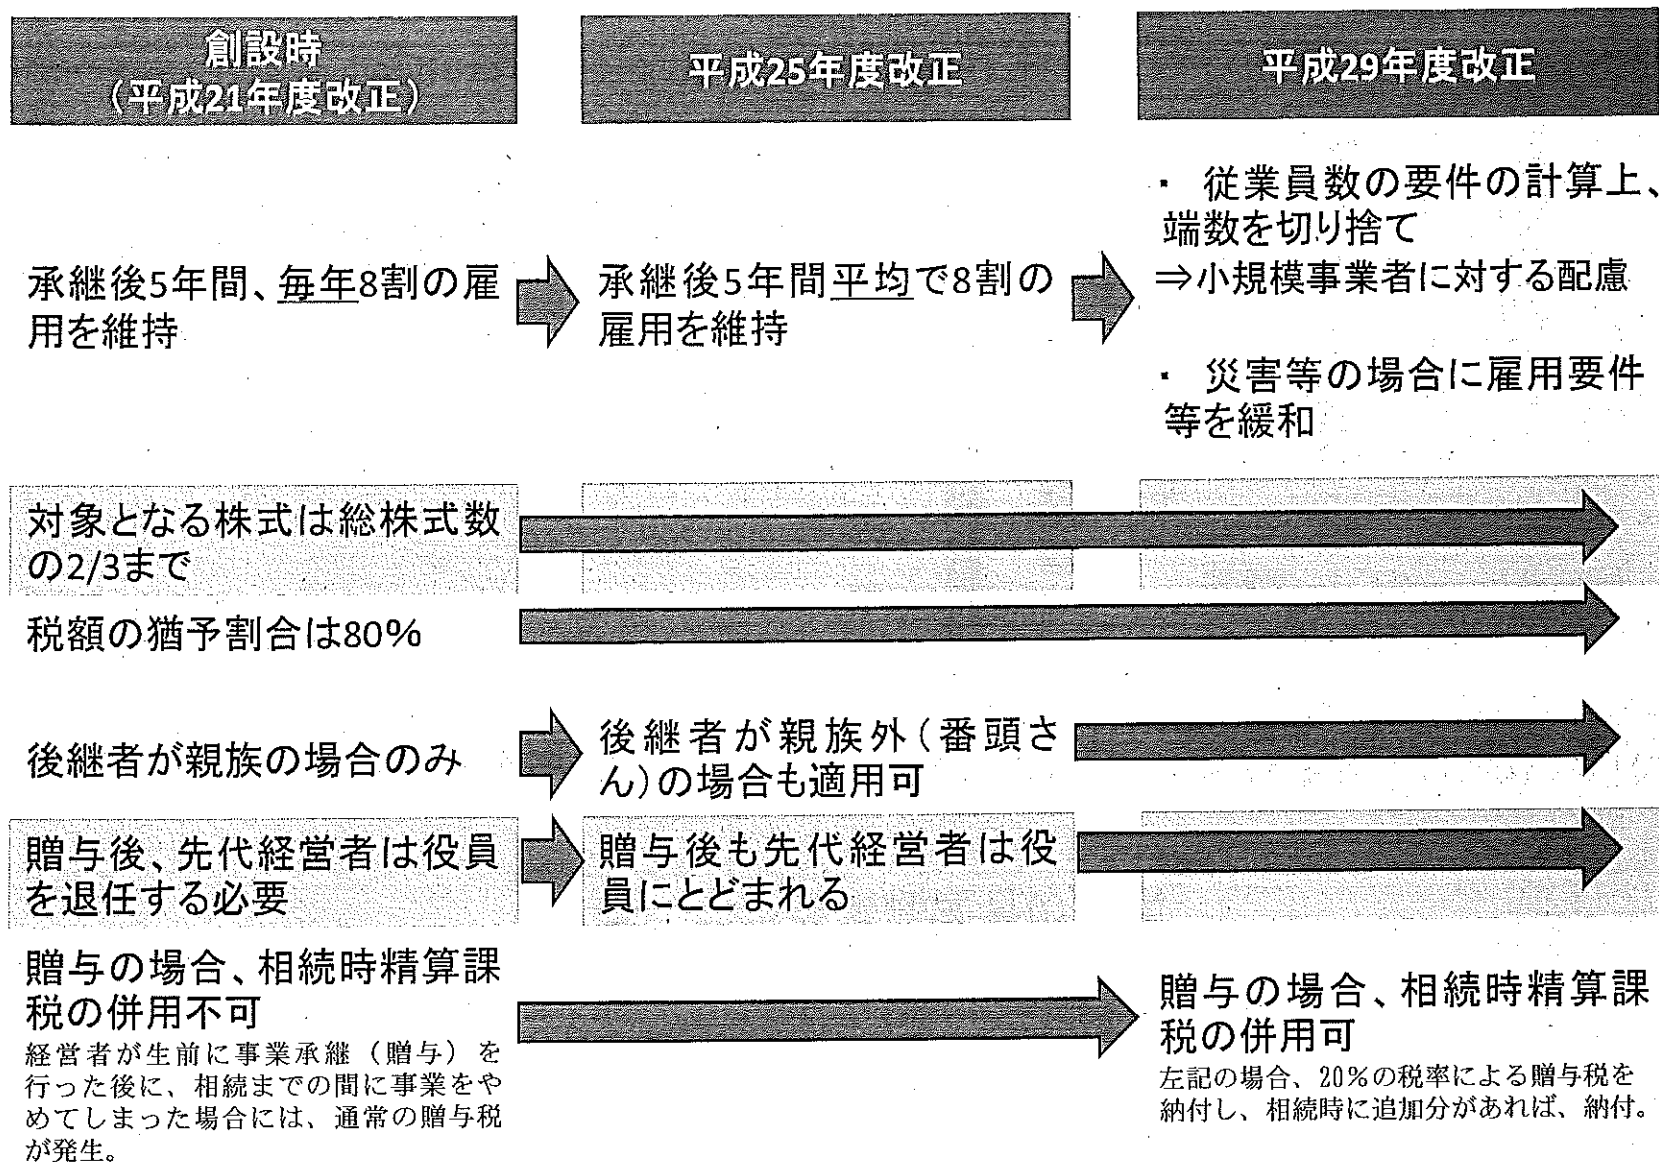 創設時
（平成21年度改正）
平成25年度改正
平成29年度改正
承継後5年間、毎年8割の雇
用を維持
承継後5年間平均で8割の
雇用を維持
・ 従業員数の要件の計算上、
端数を切り捨て
⇒小規模事業者に対する配慮
・ 災害等の場合に雇用要件
等を緩和
対象となる株式は総株式数
の2/3まで
税額の猶予割合は80%
後継者が親族の場合のみ
後継者が親族外（番頭さ
ん）の場合も適用可
贈与後、先代経営者は役員
を退任する必要
贈与後も先代経営者は役
員にとどまれる
贈与の場合、相続時精算課
税の併用不可
経営者が生前に事業承継（贈与）を
行った後に、相続までの間に事業をや
めてしまった場合には、通常の贈与税
が発生。
贈与の場合、相続時精算課
税の併用可
左記の場合、20％の税率による贈与税を
納付し、相続時に追加分があれば、納付。